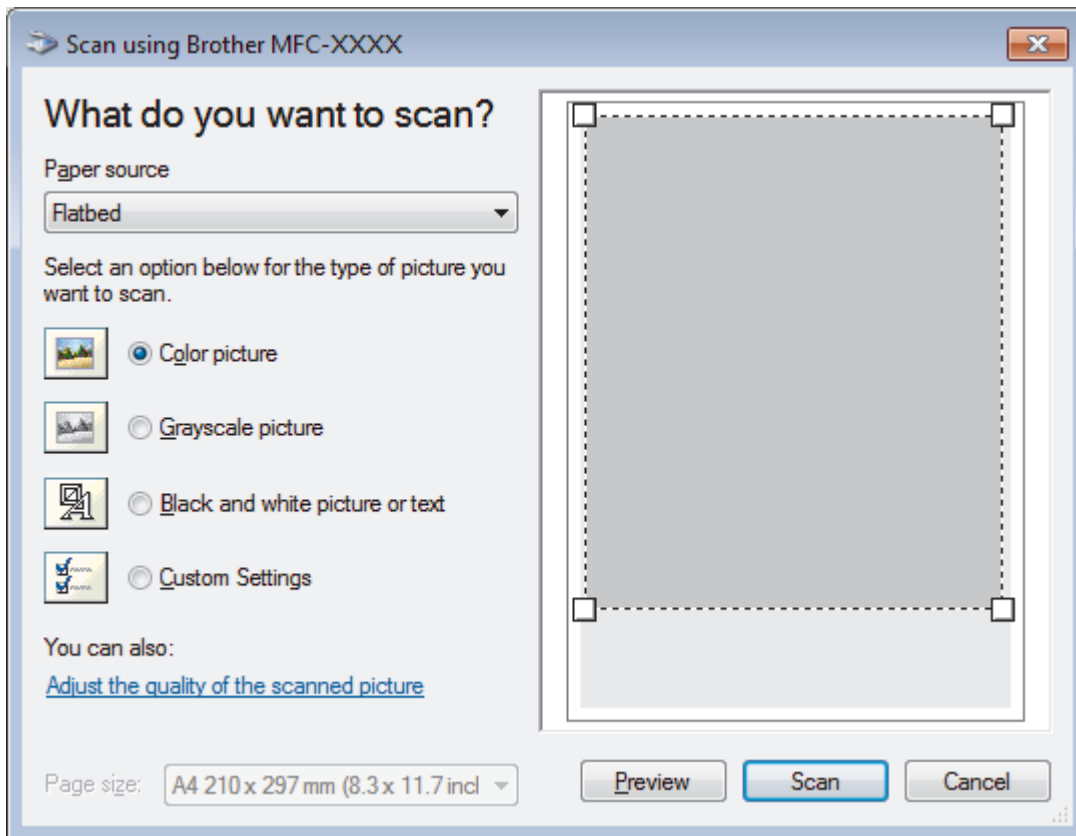 Scan using Brother MFC-XXXX
What do you want to scan?
Paper source
Flatbed
Select an option below for the type of picture you
want to scan.
Color picture
Grayscale picture
Black and white picture or text
Custom Settings
You can also:
Adjust the quality of the scanned picture
Page size:
A4 210 x 297 mm (8.3 x 11.7 incl
Preview
Scan
Cancel